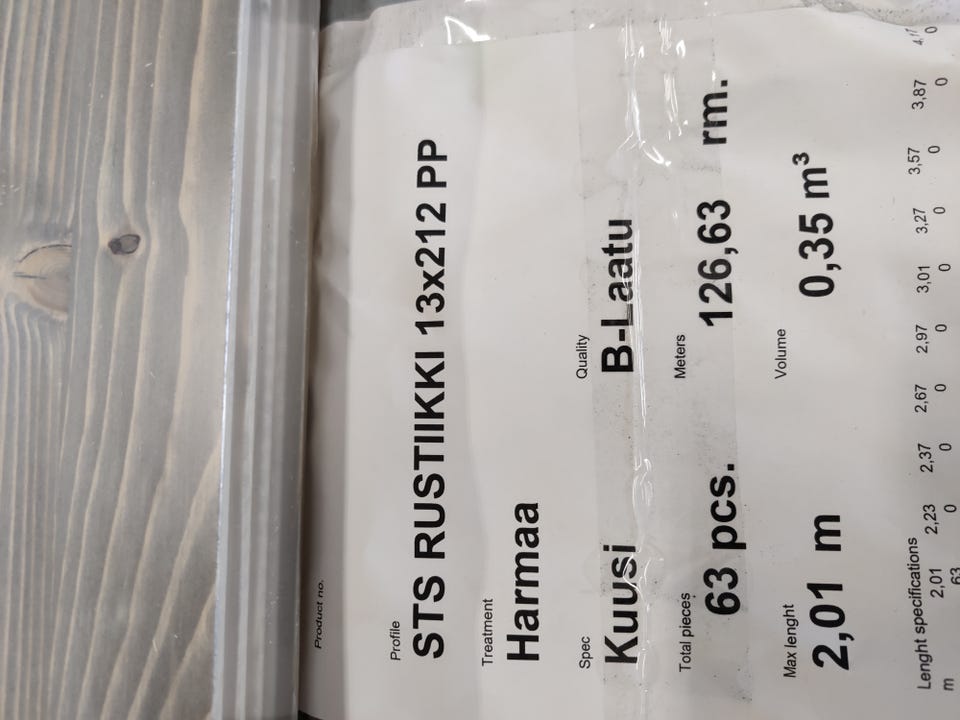 Product no.
Profile
STS RUSTIIKKI 13x212 PP
Treatment
Harmaa
Spec Quality
Kuusi B-Laatu
Total pieces Meters
63 pcs. 126,63 rm.
Max lenght Volume
2,01 m 0,35 m³
Lenght specifications
m 2,01 2,23 2,37 2,67 2,97 3,01 3,27 3,57 3,87 4,17
63 0 0 0 0 0 0 0 0 0